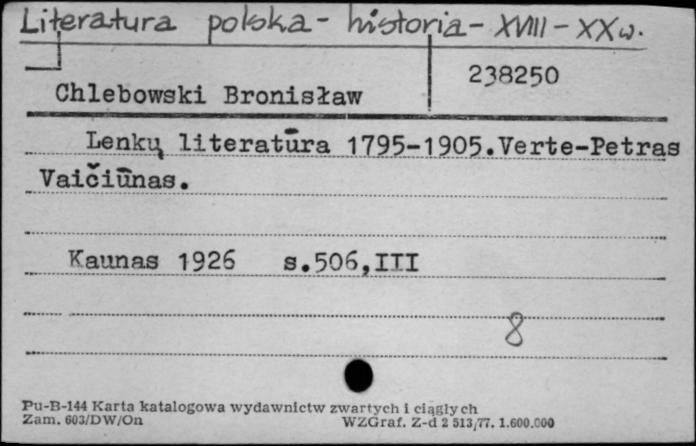 Literatura polska - historia - XVIII - XX w.
238250
Chlebowski Bronisław
Lenkų literatūra 1795-1905.Verte-Petras
Vaičiūnas.
Kaunas 1926 s.506,III
8
Pu-B-144 Karta katalogowa wydawnictw zwartych i ciągłych
Zam. 603/DW/On WZGraf. Z-d 2 513/77. 1.600.000